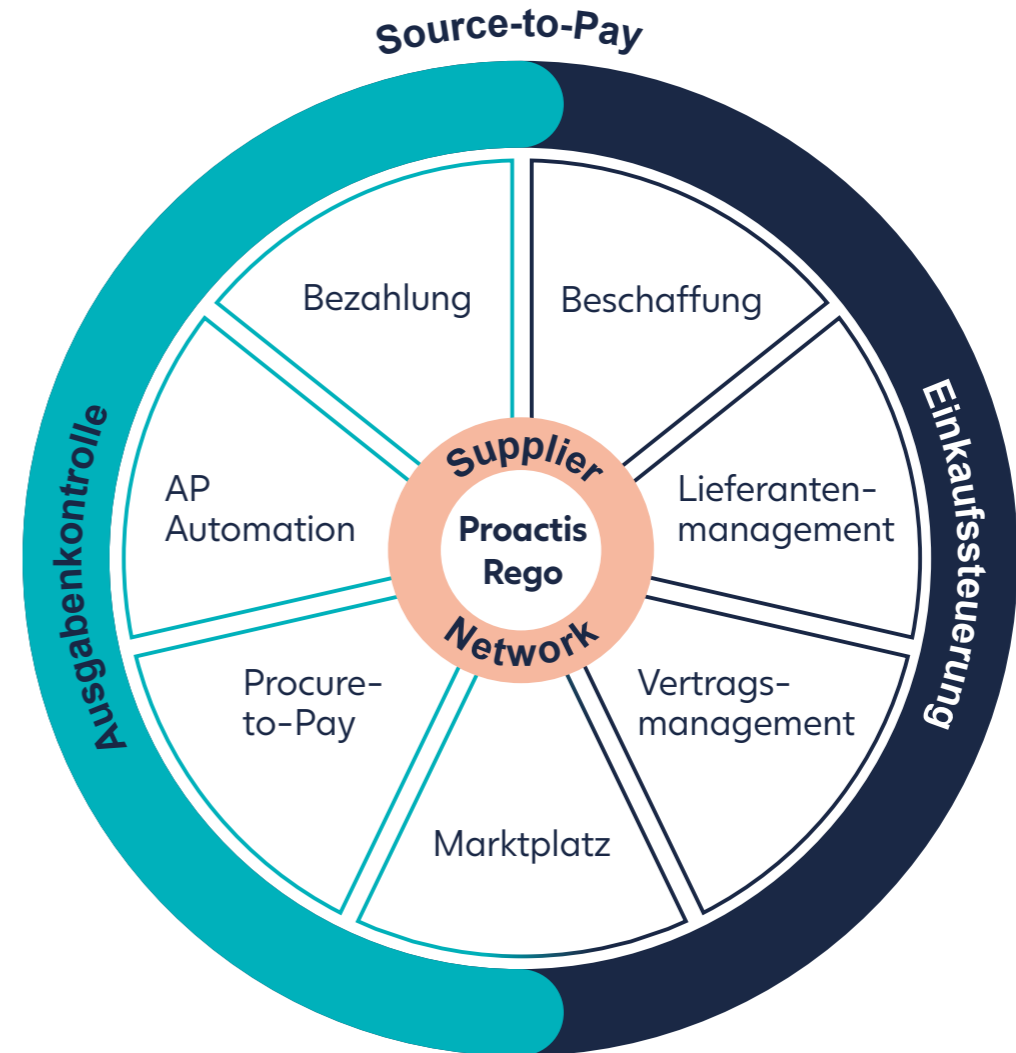 Source-to-Pay
Bezahlung
Beschaffung
AP
Automation
Lieferanten-
management
Ausgabenkontrolle
Einkaufssteuerung
Supplier
Proactis
Rego
Network
Procure-
to-Pay
Vertrags-
management
Marktplatz